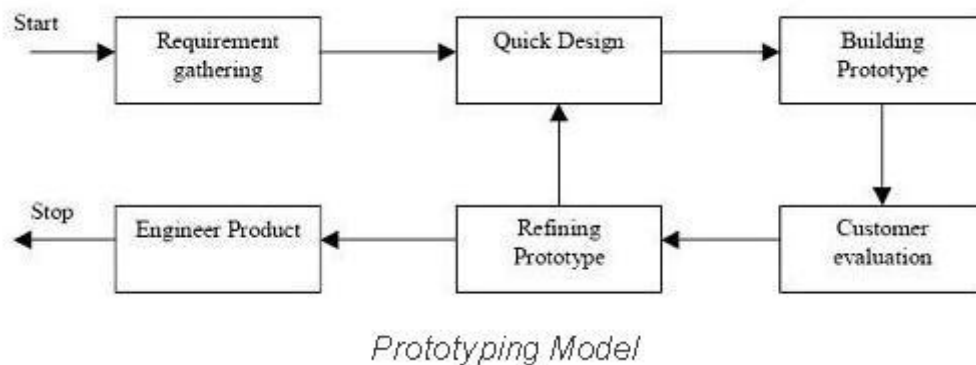 Start
Requirement
gathering
Quick Design
Building
Prototype
Stop
Engineer Product
Refining
Prototype
Customer
evaluation
Prototyping Model